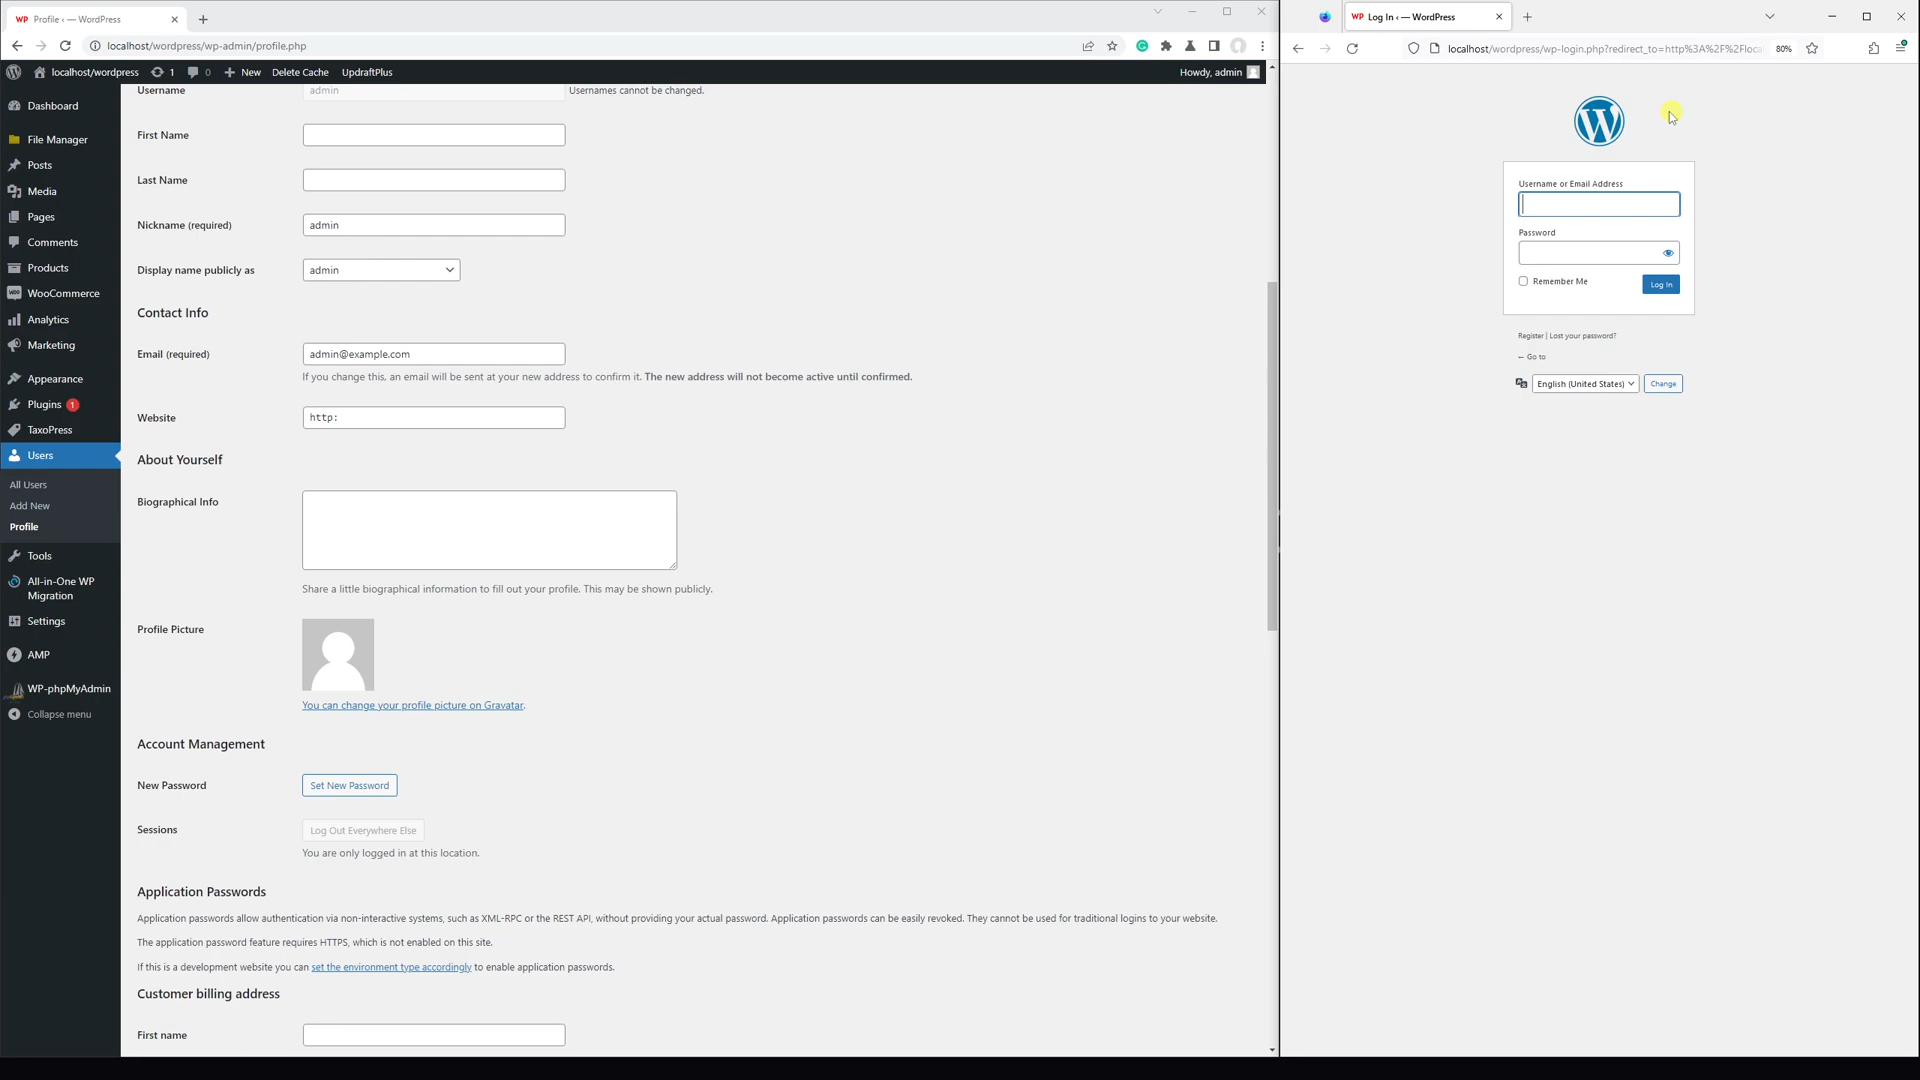 WP Profile ‹ — WordPress
localhost/wordpress/wp-admin/profile.php
localhost/wordpress 1 0 New Delete Cache UpdraftPlus Howdy, admin
Dashboard
File Manager
Posts
Media
Pages
Comments
Products
WooCommerce
Analytics
Marketing
Appearance
Plugins 1
TaxoPress
Users
All Users
Add New
Profile
Tools
All-in-One WP
Migration
Settings
AMP
WP-phpMyAdmin
Collapse menu
Username admin Usernames cannot be changed.
First Name
Last Name
Nickname (required) admin
Display name publicly as admin
Contact Info
Email (required) admin@example.com
If you change this, an email will be sent at your new address to confirm it. The new address will not become active until confirmed.
Website http:
About Yourself
Biographical Info
Share a little biographical information to fill out your profile. This may be shown publicly.
Profile Picture
You can change your profile picture on Gravatar.
Account Management
New Password Set New Password
Sessions Log Out Everywhere Else
You are only logged in at this location.
Application Passwords
Application passwords allow authentication via non-interactive systems, such as XML-RPC or the REST API, without providing your actual password. Application passwords can be easily revoked. They cannot be used for traditional logins to your website.
The application password feature requires HTTPS, which is not enabled on this site.
If this is a development website you can set the environment type accordingly to enable application passwords.
Customer billing address
First name
WP Log In ‹ — WordPress
localhost/wordpress/wp-login.php?redirect_to=http%3A%2F%2Floca 80%
Username or Email Address
Password
Remember Me Log In
Register | Lost your password?
← Go to
English (United States) Change